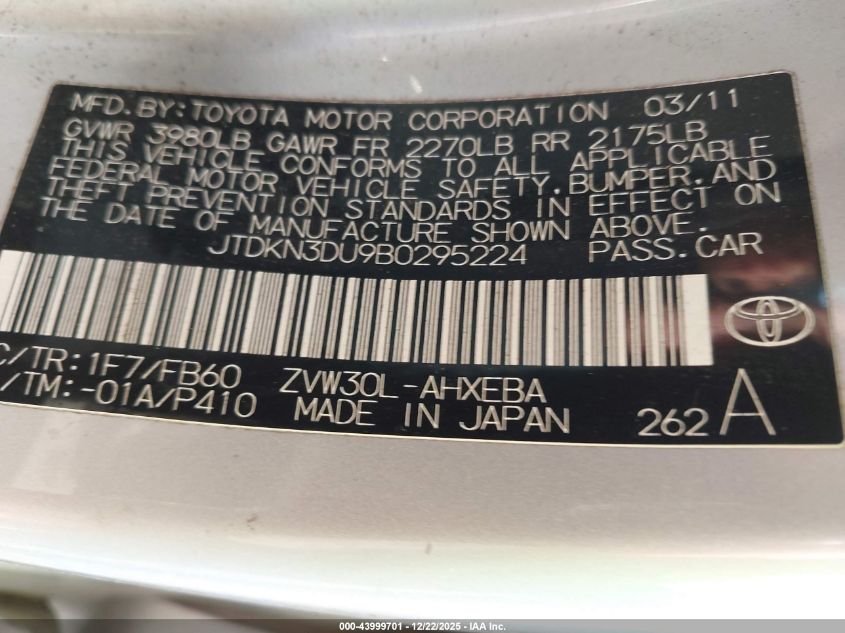 MFD.BY:TOYOTA MOTOR CORPORATION 03/11
GVWR 3980LB GAWR FR 2270LB RR 2175LB
THIS VEHICLE CONFORMS TO ALL APPLICABLE
FEDERAL MOTOR VEHICLE SAFETY.BUMPER.AND
THEFT PREVENTION STANDARDS IN EFFECT ON
THE DATE OF MANUFACTURE SHOWN ABOVE.
JTDKN3DU9B0295224 PASS.CAR
C/TR:1F7/FB60 ZVW30L-AHXEBA
/TM:-01A/P410 MADE IN JAPAN 262 A
000-43999701 - 12/22/2025 - IAA Inc.